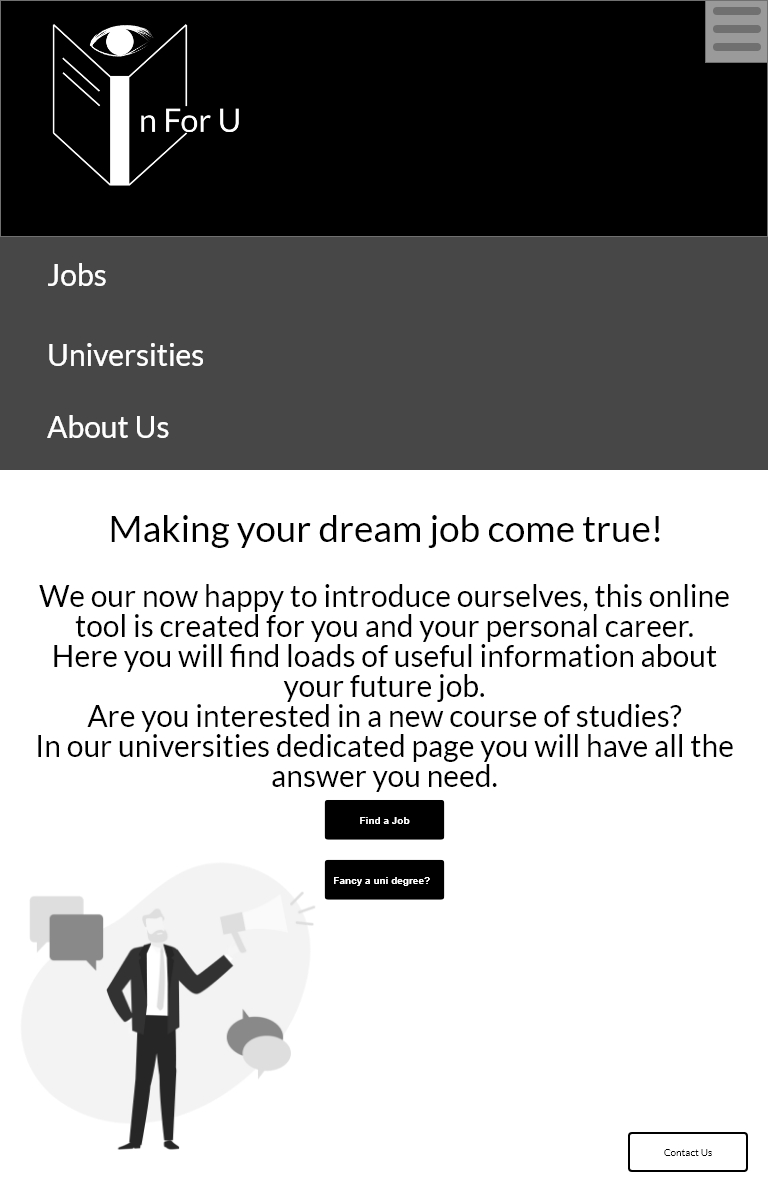 n For U
Jobs
Universities
About Us
Making your dream job come true!
We our now happy to introduce ourselves, this online
tool is created for you and your personal career.
Here you will find loads of useful information about
your future job.
Are you interested in a new course of studies?
In our universities dedicated page you will have all the
answer you need.
Find a Job
Fancy a uni degree?
Contact Us